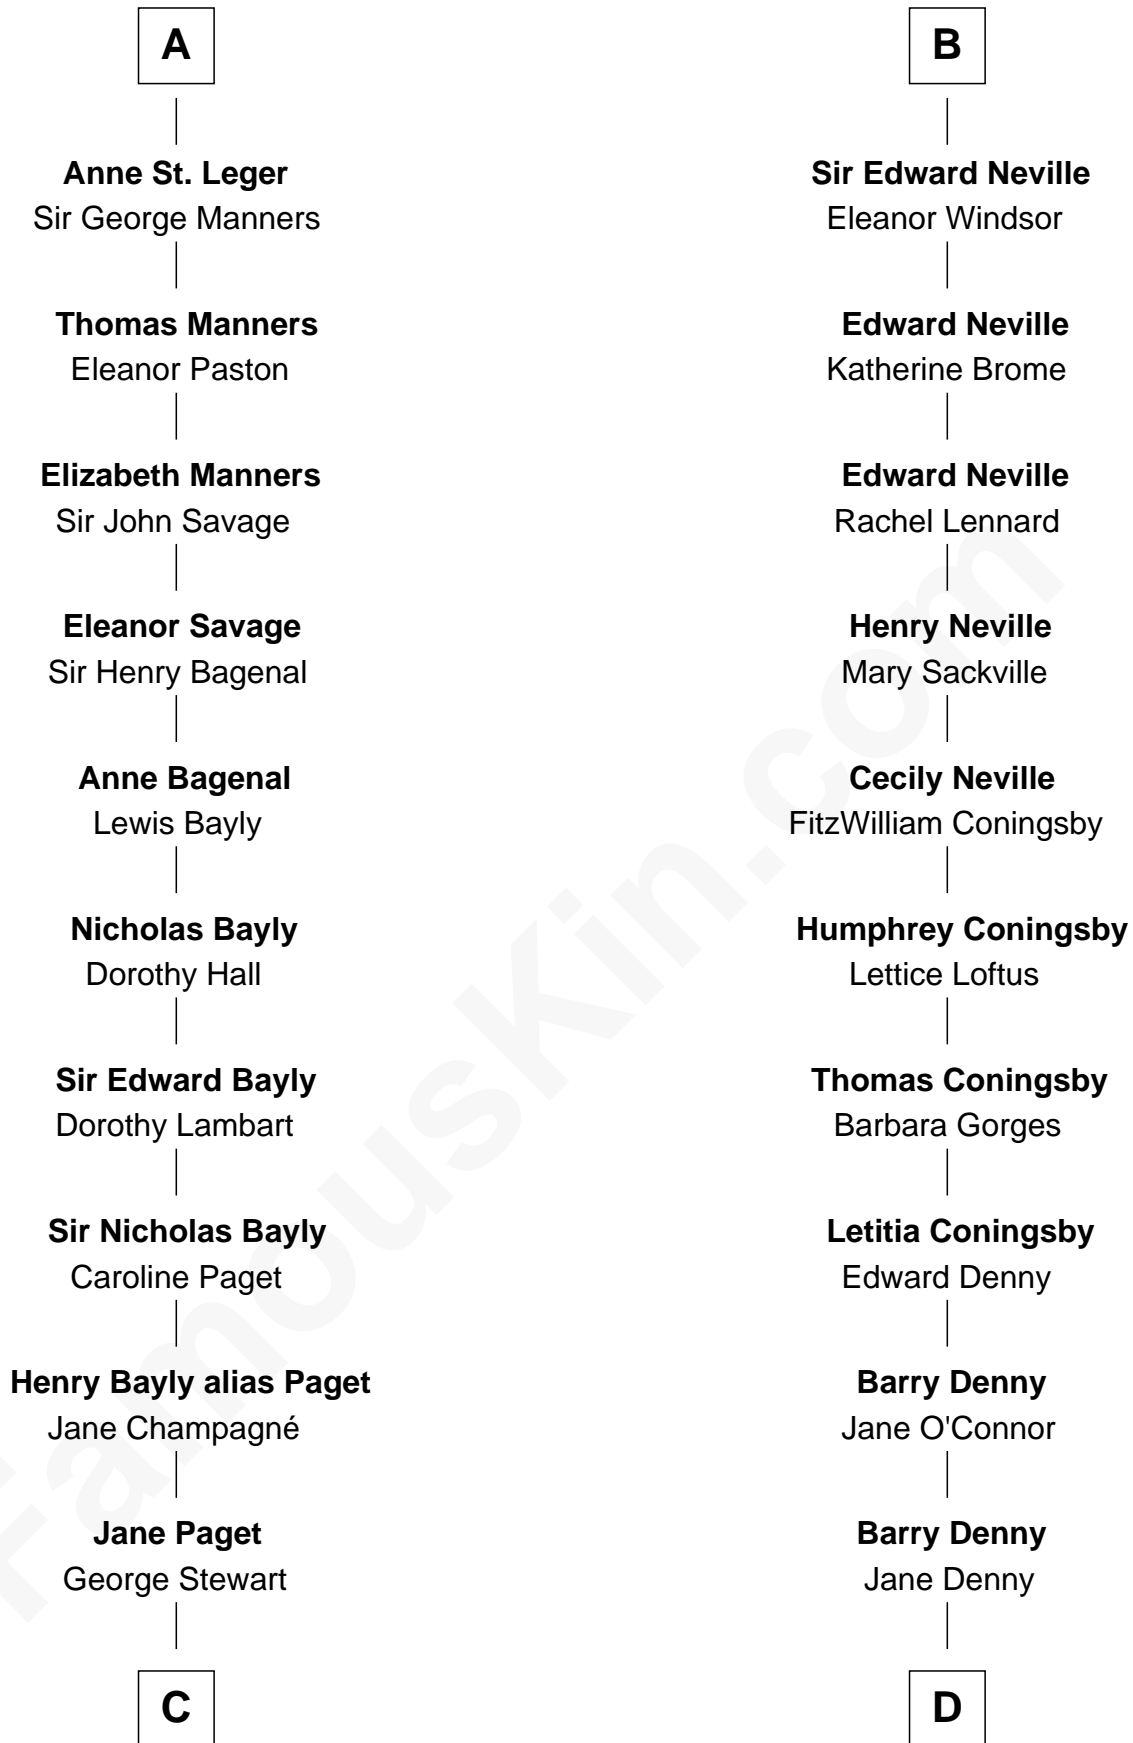 A
Anne St. Leger
Sir George Manners
Thomas Manners
Eleanor Paston
Elizabeth Manners
Sir John Savage
Eleanor Savage
Sir Henry Bagenal
Anne Bagenal
Lewis Bayly
Nicholas Bayly
Dorothy Hall
Sir Edward Bayly
Dorothy Lambart
Sir Nicholas Bayly
Caroline Paget
Henry Bayly alias Paget
Jane Champagné
Jane Paget
George Stewart
C
B
Sir Edward Neville
Eleanor Windsor
Edward Neville
Katherine Brome
Edward Neville
Rachel Lennard
Henry Neville
Mary Sackville
Cecily Neville
FitzWilliam Coningsby
Humphrey Coningsby
Lettice Loftus
Thomas Coningsby
Barbara Gorges
Letitia Coningsby
Edward Denny
Barry Denny
Jane O'Connor
Barry Denny
Jane Denny
D
FamousKin.com